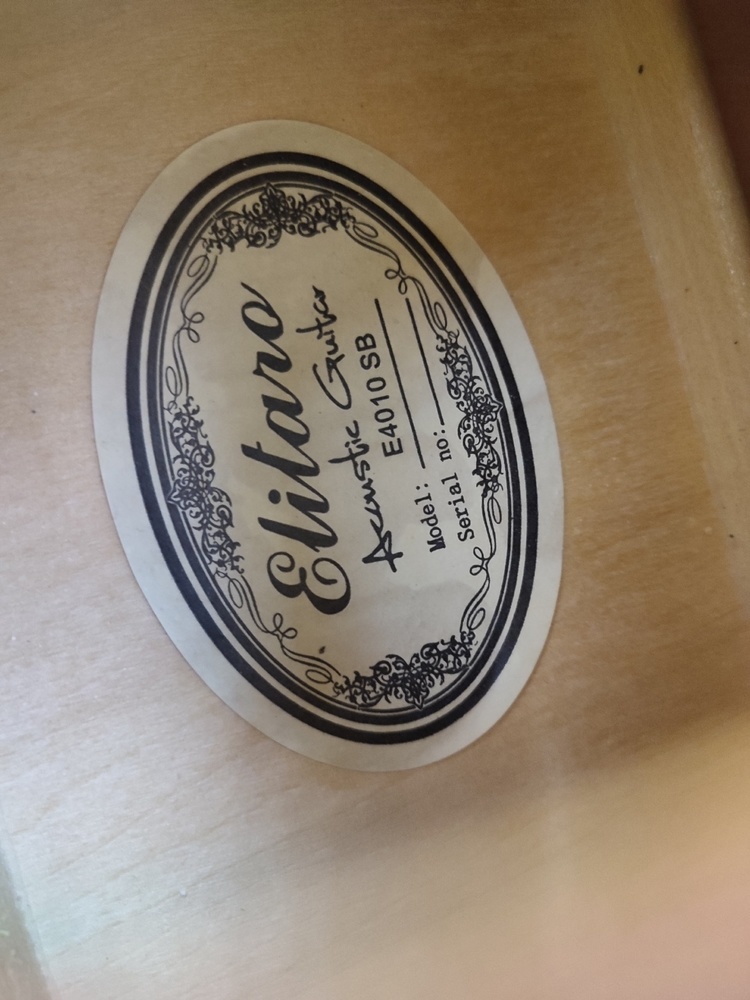 Elitaro
Acoustic Guitar
E4010 SB
Model:
Serial no: